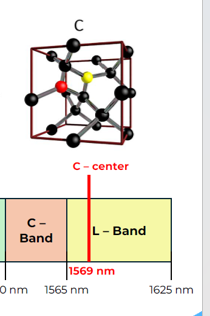 C
C – center
C –
Band
L – Band
1569 nm
0 nm
1565 nm
1625 nm